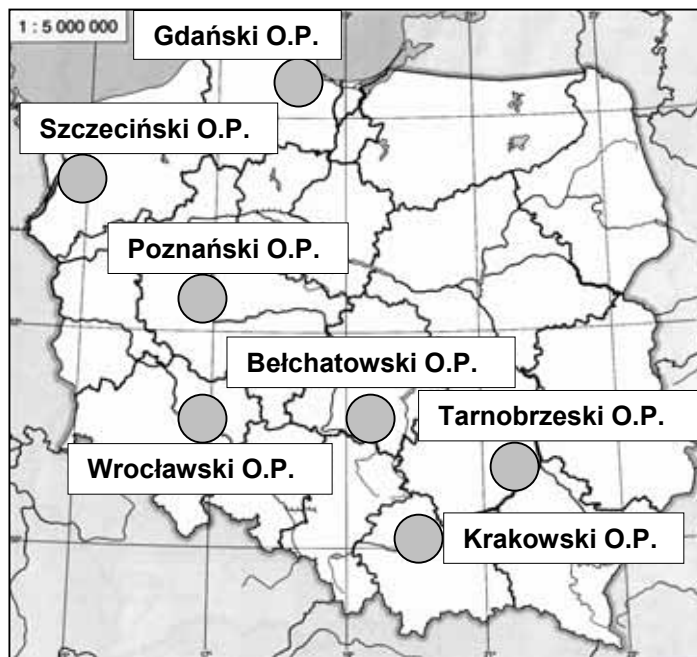 1 : 5 000 000
Gdański O.P.
Szczeciński O.P.
Poznański O.P.
Bełchatowski O.P.
Tarnobrzeski O.P.
Wrocławski O.P.
Krakowski O.P.